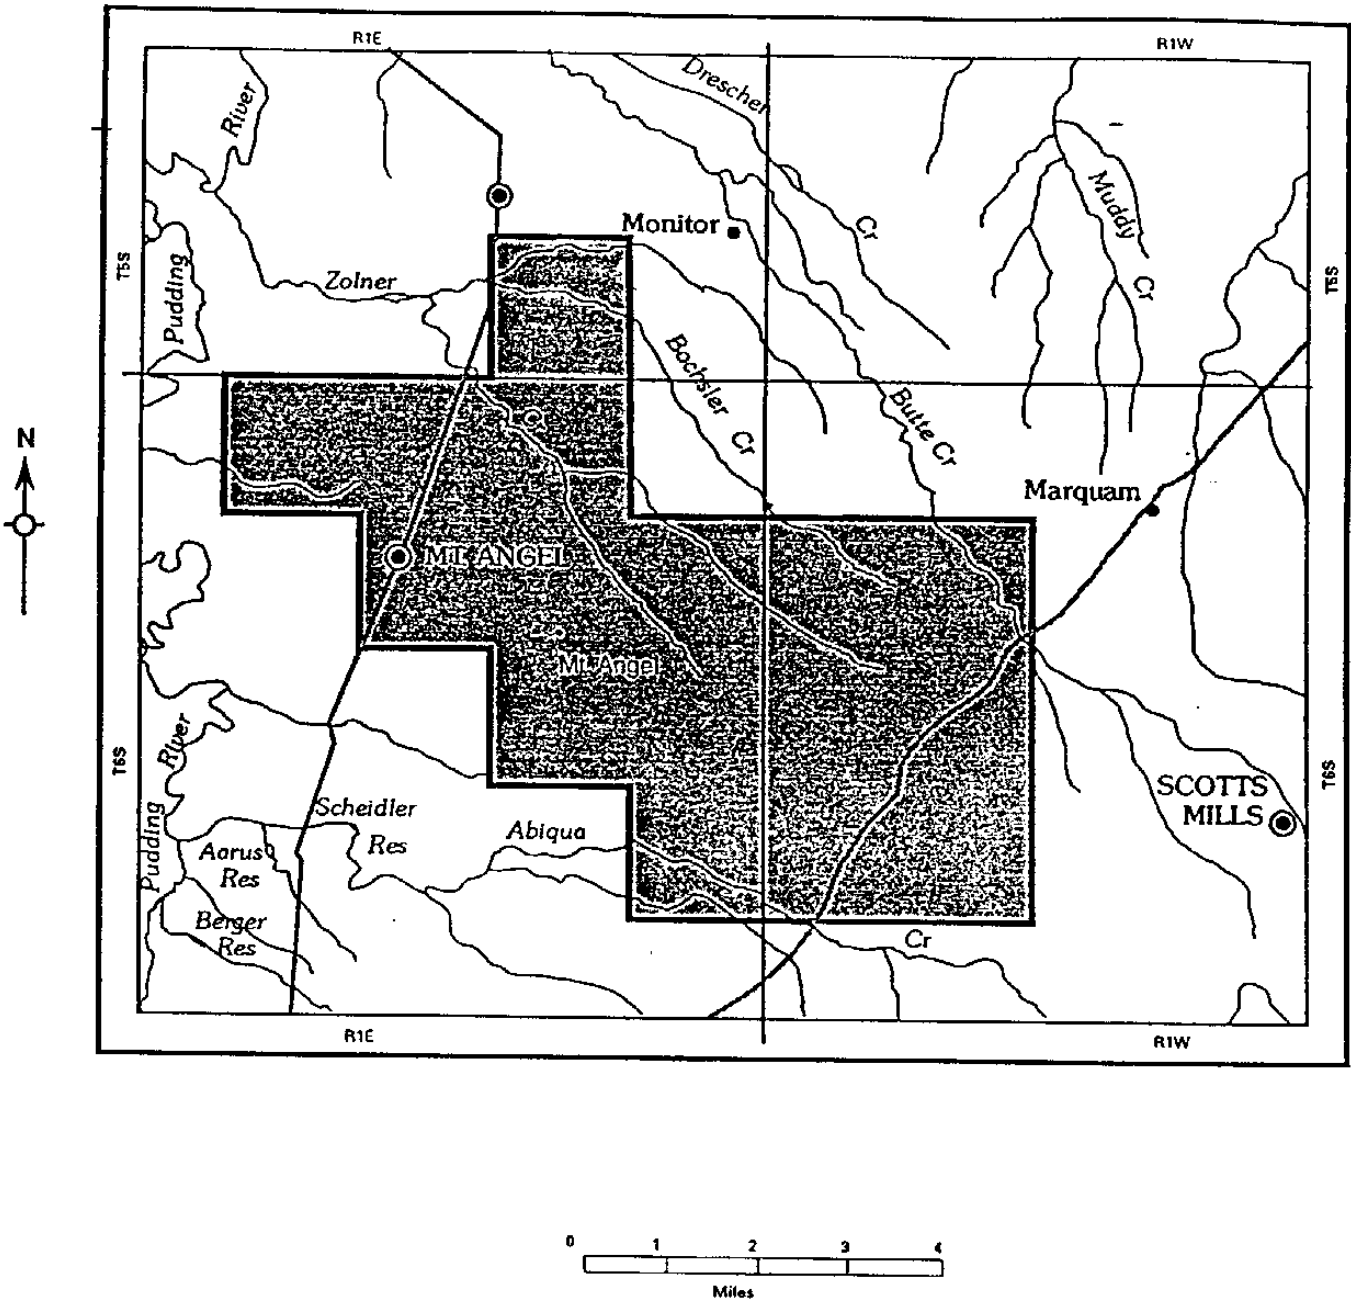 R1E
R1W
Drescher
River
Muddy
Monitor
Cr
T5S
Pudding
Zolner
Cr
T5S
Bochsler
Cr
Butte Cr
N
Marquam
Mt. ANGEL
Mt. Angel
River
T6S
T6S
SCOTTS
MILLS
Pudding
Scheidler
Res
Abiqua
Aarus
Res
Berger
Res
Cr
R1E
R1W
0 1 2 3 4
Miles